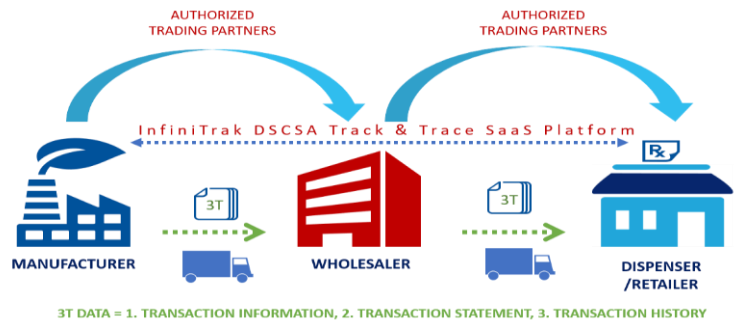 AUTHORIZED
TRADING PARTNERS
AUTHORIZED
TRADING PARTNERS
InfiniTrak DSCSA Track & Trace SaaS Platform
Rx
3T
3T
MANUFACTURER
WHOLESALER
DISPENSER
/RETAILER
3T DATA = 1. TRANSACTION INFORMATION, 2. TRANSACTION STATEMENT, 3. TRANSACTION HISTORY